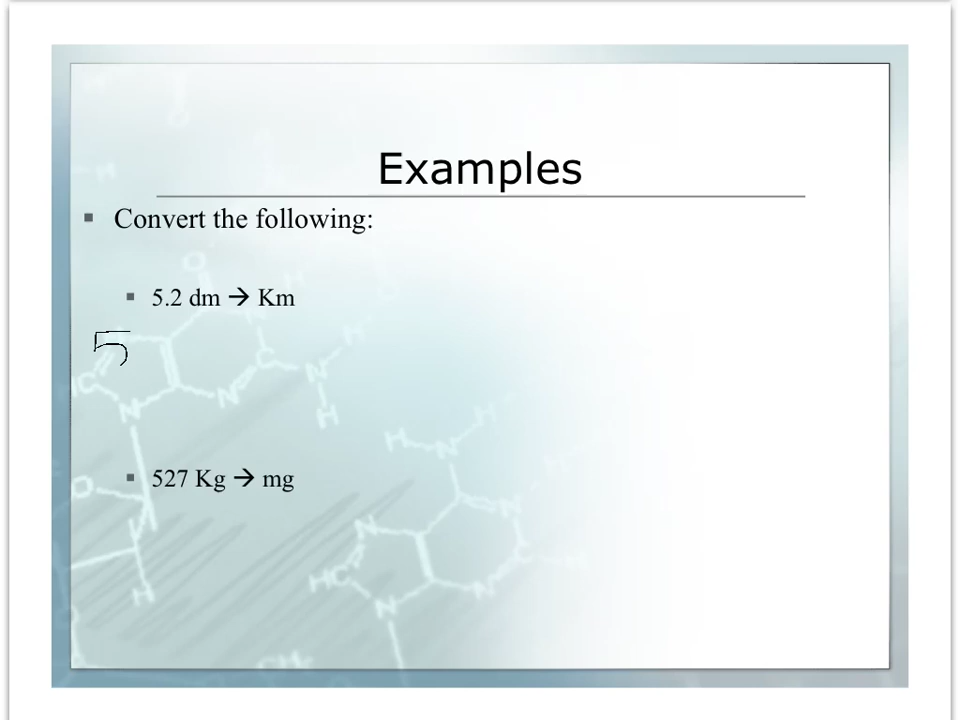 Examples
Convert the following:
5.2 dm → Km
5
527 Kg → mg